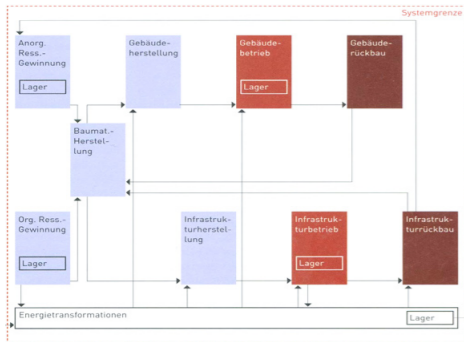 Systemgrenze
Anorg.
Ress.-
Gewinnung
Lager
Gebäude-
herstellung
Gebäude-
betrieb
Lager
Gebäude-
rückbau
Baumat.-
Herstel-
lung
Org. Ress.-
Gewinnung
Lager
Infrastruk-
turherstel-
lung
Infrastruk-
turbetrieb
Lager
Infrastruk-
turrückbau
Energietransformationen
Lager